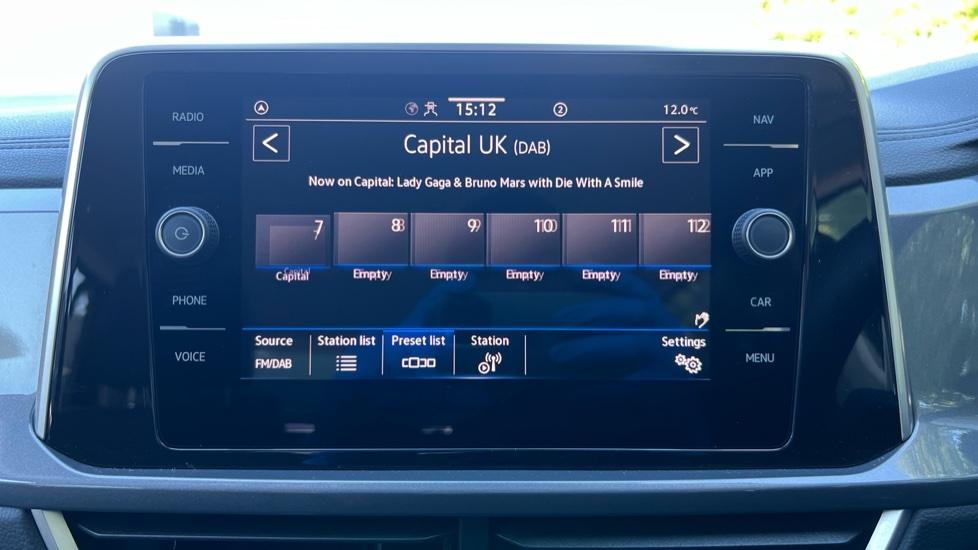 RADIO
MEDIA
PHONE
VOICE
15:12
2
12.0°C
Capital UK (DAB)
Now on Capital: Lady Gaga & Bruno Mars with Die With A Smile
7 8 9 10 11 12
Capital Empty Empty Empty Empty Empty
Source Station list Preset list Station Settings
FM/DAB
NAV
APP
CAR
MENU